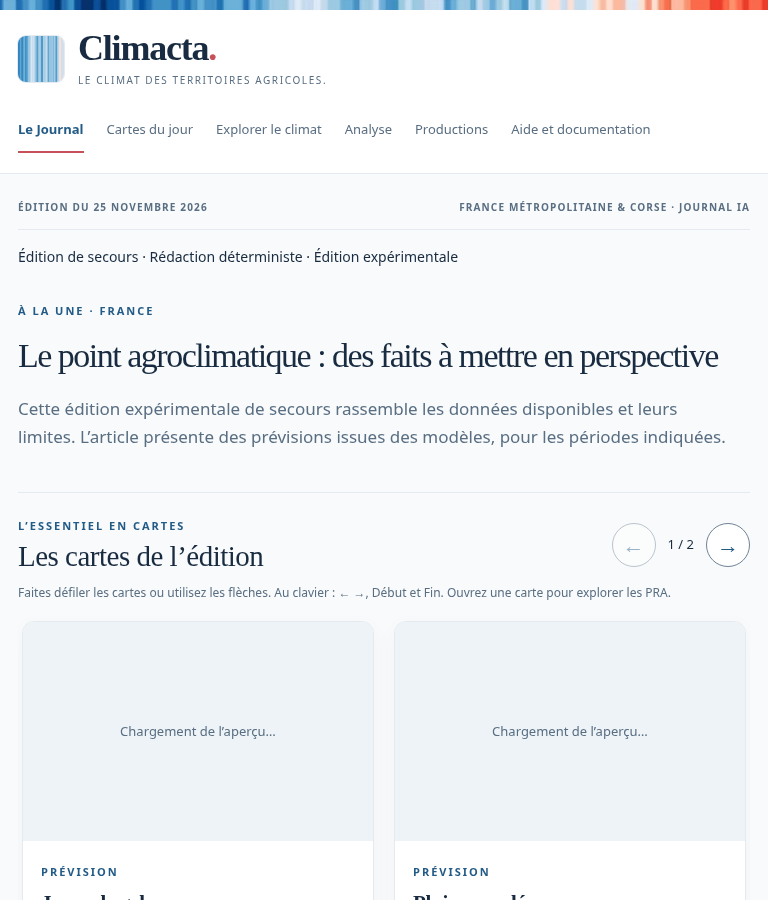 Climacta.
LE CLIMAT DES TERRITOIRES AGRICOLES.
Le Journal Cartes du jour Explorer le climat Analyse Productions Aide et documentation
ÉDITION DU 25 NOVEMBRE 2026
FRANCE MÉTROPOLITAINE & CORSE · JOURNAL IA
Édition de secours · Rédaction déterministe · Édition expérimentale
À LA UNE · FRANCE
Le point agroclimatique : des faits à mettre en perspective
Cette édition expérimentale de secours rassemble les données disponibles et leurs
limites. L’article présente des prévisions issues des modèles, pour les périodes indiquées.
L’ESSENTIEL EN CARTES
Les cartes de l’édition
← 1 / 2 →
Faites défiler les cartes ou utilisez les flèches. Au clavier : ← →, Début et Fin. Ouvrez une carte pour explorer les PRA.
Chargement de l’aperçu…
Chargement de l’aperçu…
PRÉVISION
PRÉVISION